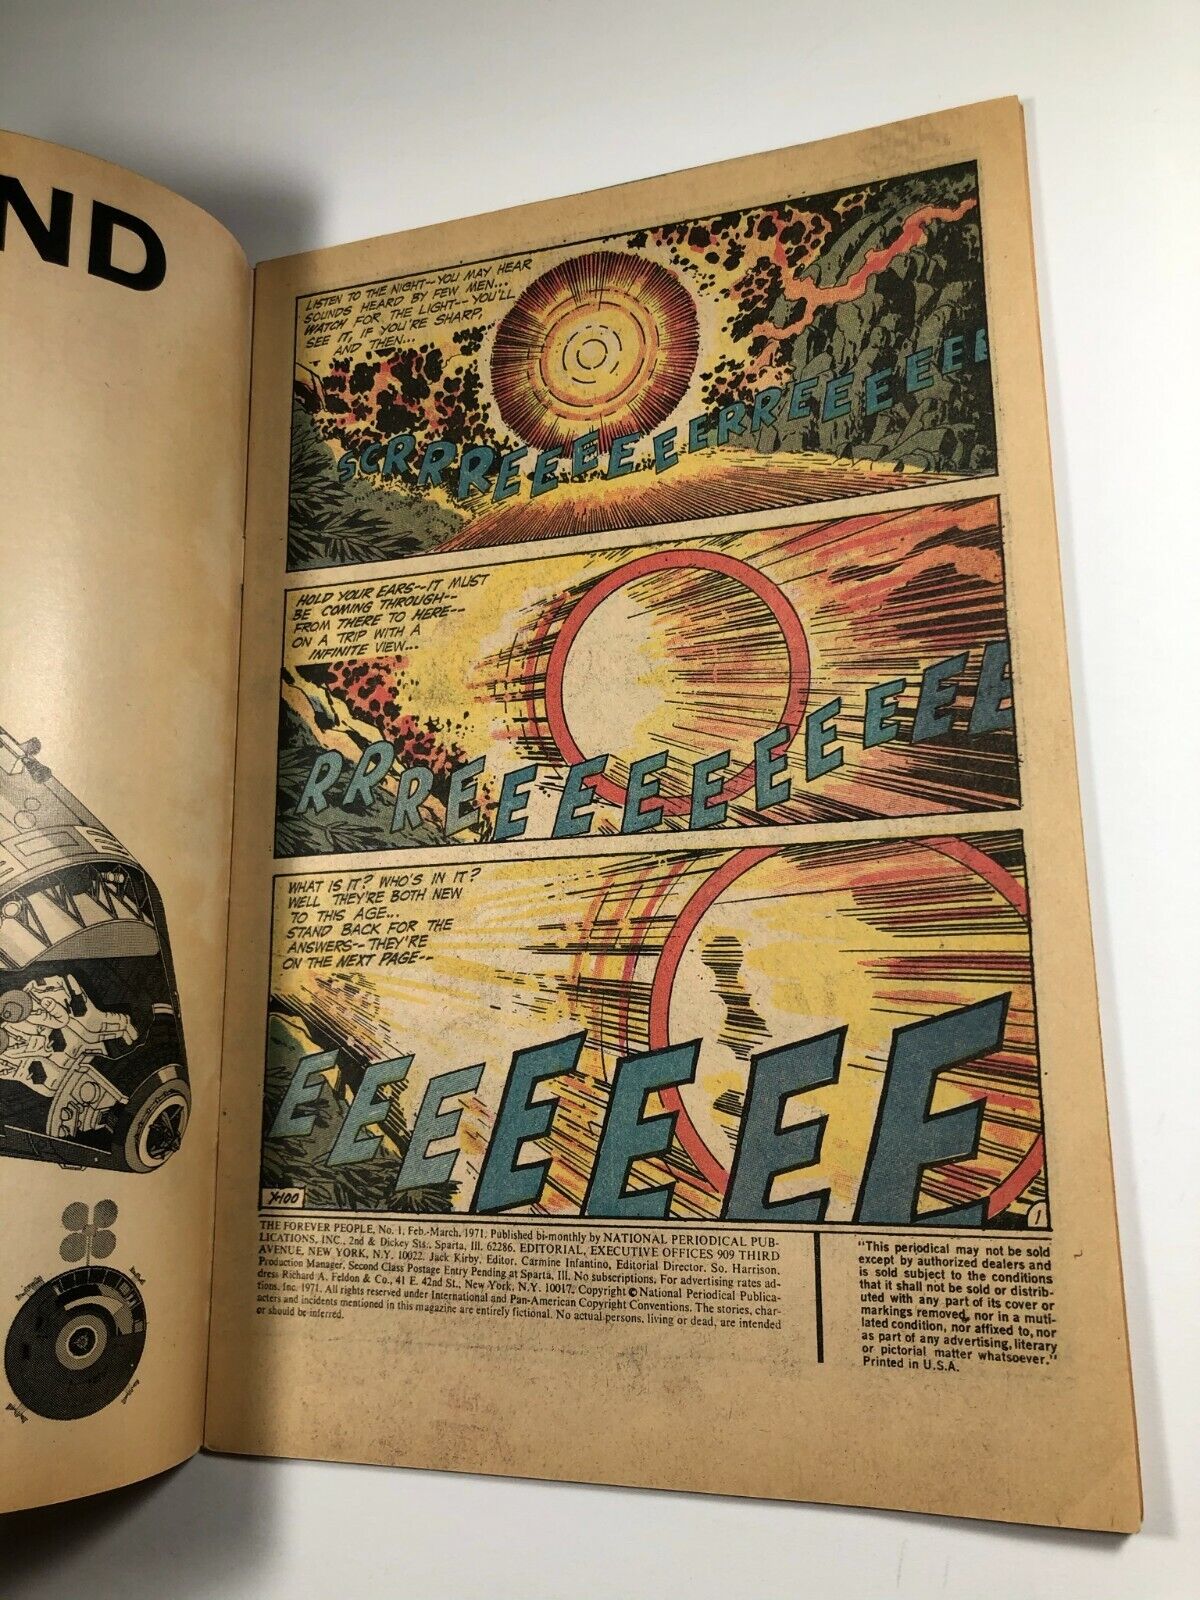 ND
LISTEN TO THE NIGHT--YOU MAY HEAR
SOUNDS HEARD BY FEW MEN...
WATCH FOR THE LIGHT--YOU'LL
SEE IT, IF YOU'RE SHARP,
AND THEN...
SCRRRREEEEEEERRREEEEEEE
HOLD YOUR EARS--IT MUST
BE COMING THROUGH--
FROM THERE TO HERE--
ON A TRIP WITH A
INFINITE VIEW...
RRREEEEEEEEEEEE
WHAT IS IT? WHO'S IN IT?
WELL THEY'RE BOTH NEW
TO THIS AGE...
STAND BACK FOR THE
ANSWERS--THEY'RE
ON THE NEXT PAGE--
EEEEEEE
X-100
1
THE FOREVER PEOPLE, No. 1, Feb.-March, 1971. Published bi-monthly by NATIONAL PERIODICAL PUB-
LICATIONS, INC., 2nd & Dickey Sts., Sparta, Ill. 62286. EDITORIAL, EXECUTIVE OFFICES 909 THIRD
AVENUE, NEW YORK, N.Y. 10022. Jack Kirby, Editor. Carmine Infantino, Editorial Director. So. Harrison,
Production Manager. Second Class Postage Entry Pending at Sparta, Ill. No subscriptions. For advertising rates ad-
dress Richard A. Feldon & Co., 41 E. 42nd St., New York, N.Y. 10017. Copyright © National Periodical Publica-
tions, Inc. 1971. All rights reserved under International and Pan-American Copyright Conventions. The stories, char-
acters and incidents mentioned in this magazine are entirely fictional. No actual persons, living or dead, are intended
or should be inferred.
"This periodical may not be sold
except by authorized dealers and
is sold subject to the conditions
that it shall not be sold or distrib-
uted with any part of its cover or
markings removed, nor in a muti-
lated condition, nor affixed to, nor
as part of any advertising, literary
or pictorial matter whatsoever."
Printed in U.S.A.